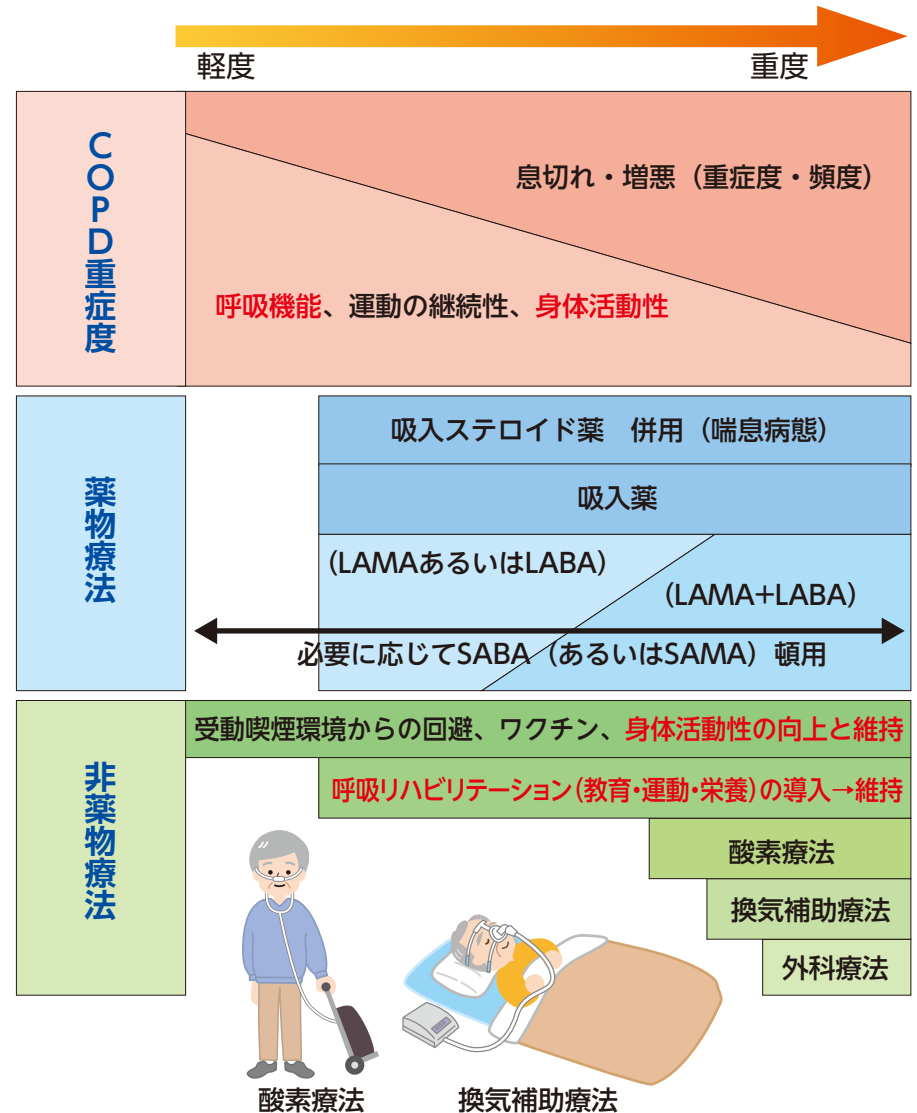 軽度
重度
COPD重症度
息切れ・増悪（重症度・頻度）
呼吸機能、運動の継続性、身体活動性
薬物療法
吸入ステロイド薬　併用（喘息病態）
吸入薬
（LAMAあるいはLABA）
（LAMA+LABA）
必要に応じてSABA（あるいはSAMA）頓用
非薬物療法
受動喫煙環境からの回避、ワクチン、身体活動性の向上と維持
呼吸リハビリテーション（教育・運動・栄養）の導入→維持
酸素療法
換気補助療法
外科療法
酸素療法
換気補助療法